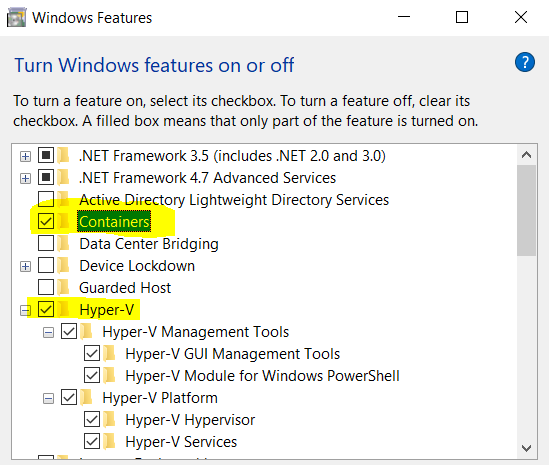 Windows Features
Turn Windows features on or off
?
To turn a feature on, select its checkbox. To turn a feature off, clear its
checkbox. A filled box means that only part of the feature is turned on.
.NET Framework 3.5 (includes .NET 2.0 and 3.0)
.NET Framework 4.7 Advanced Services
Active Directory Lightweight Directory Services
Containers
Data Center Bridging
Device Lockdown
Guarded Host
Hyper-V
Hyper-V Management Tools
Hyper-V GUI Management Tools
Hyper-V Module for Windows PowerShell
Hyper-V Platform
Hyper-V Hypervisor
Hyper-V Services